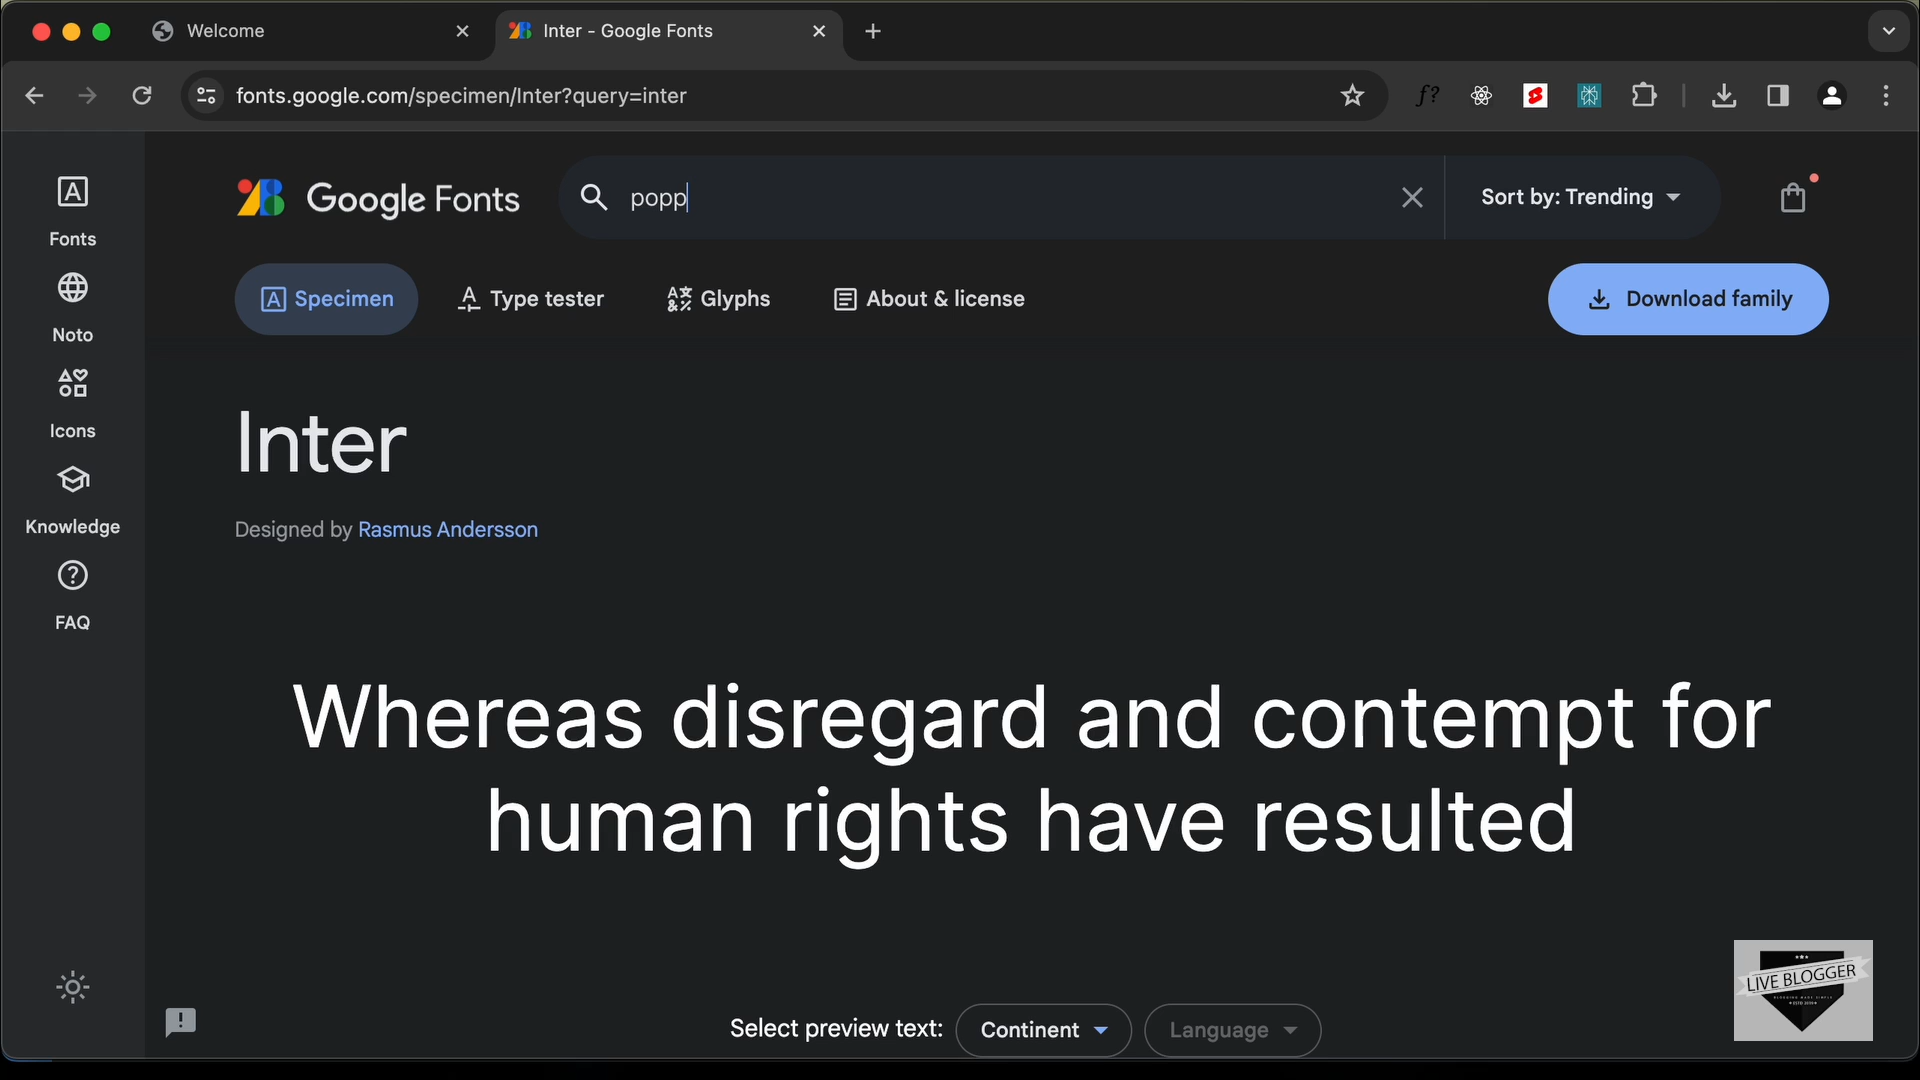 Welcome
Inter - Google Fonts
fonts.google.com/specimen/Inter?query=inter
f?
Google Fonts
popp
Sort by: Trending
Fonts
Noto
Icons
Knowledge
FAQ
Specimen
Type tester
Glyphs
About & license
Download family
Inter
Designed by Rasmus Andersson
Whereas disregard and contempt for
human rights have resulted
Select preview text:
Continent
Language
LIVE BLOGGER